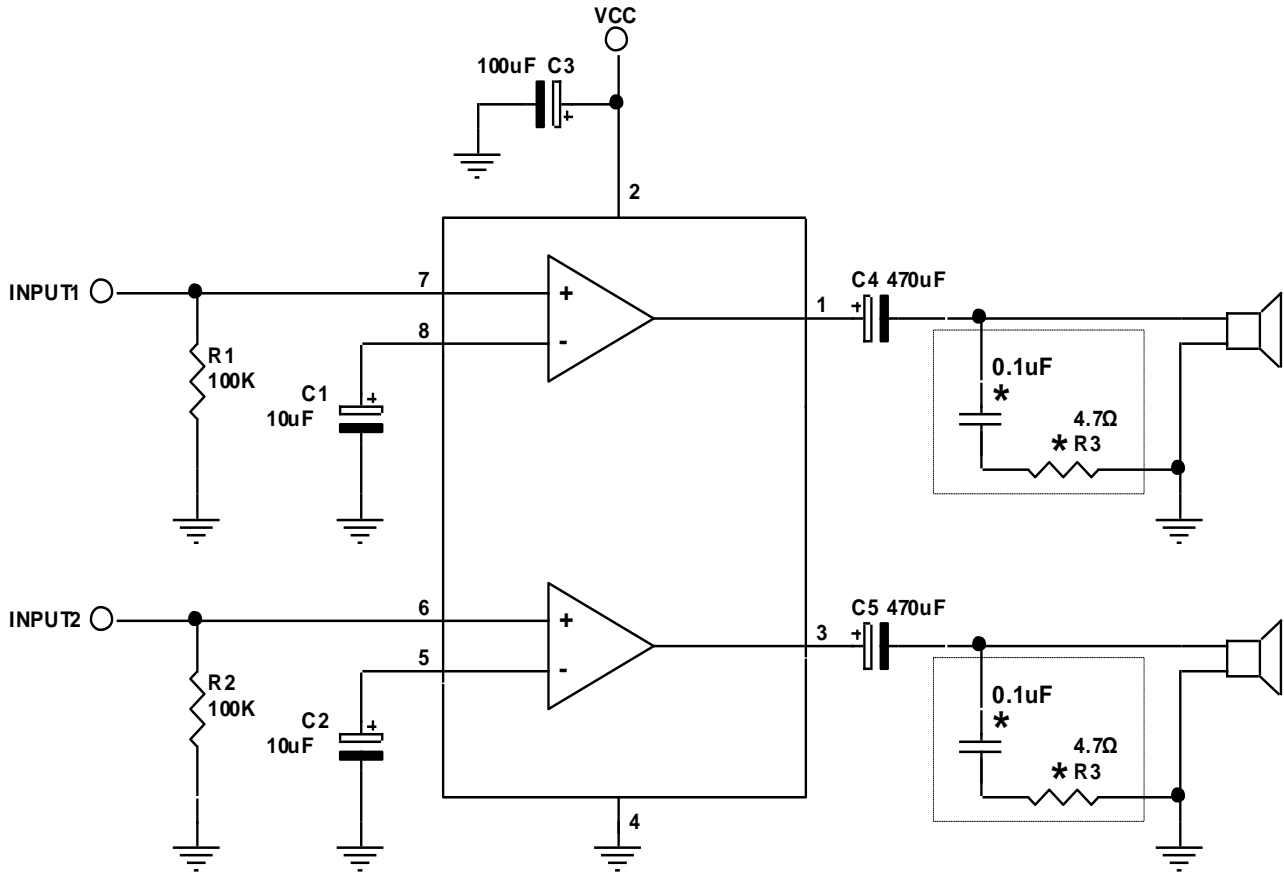 VCC
100uF C3
+
2
INPUT1
7
+
8
-
1
C4 470uF
+
R1
100K
C1
10uF
+
0.1uF
*
4.7Ω
* R3
INPUT2
6
+
5
-
3
C5 470uF
+
R2
100K
C2
10uF
+
0.1uF
*
4.7Ω
* R3
4